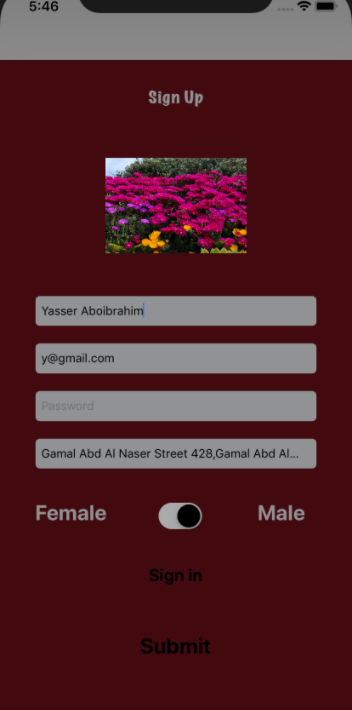 5:46
Sign Up
Yasser Aboibrahim
y@gmail.com
Password
Gamal Abd Al Naser Street 428,Gamal Abd Al...
Female Male
Sign in
Submit